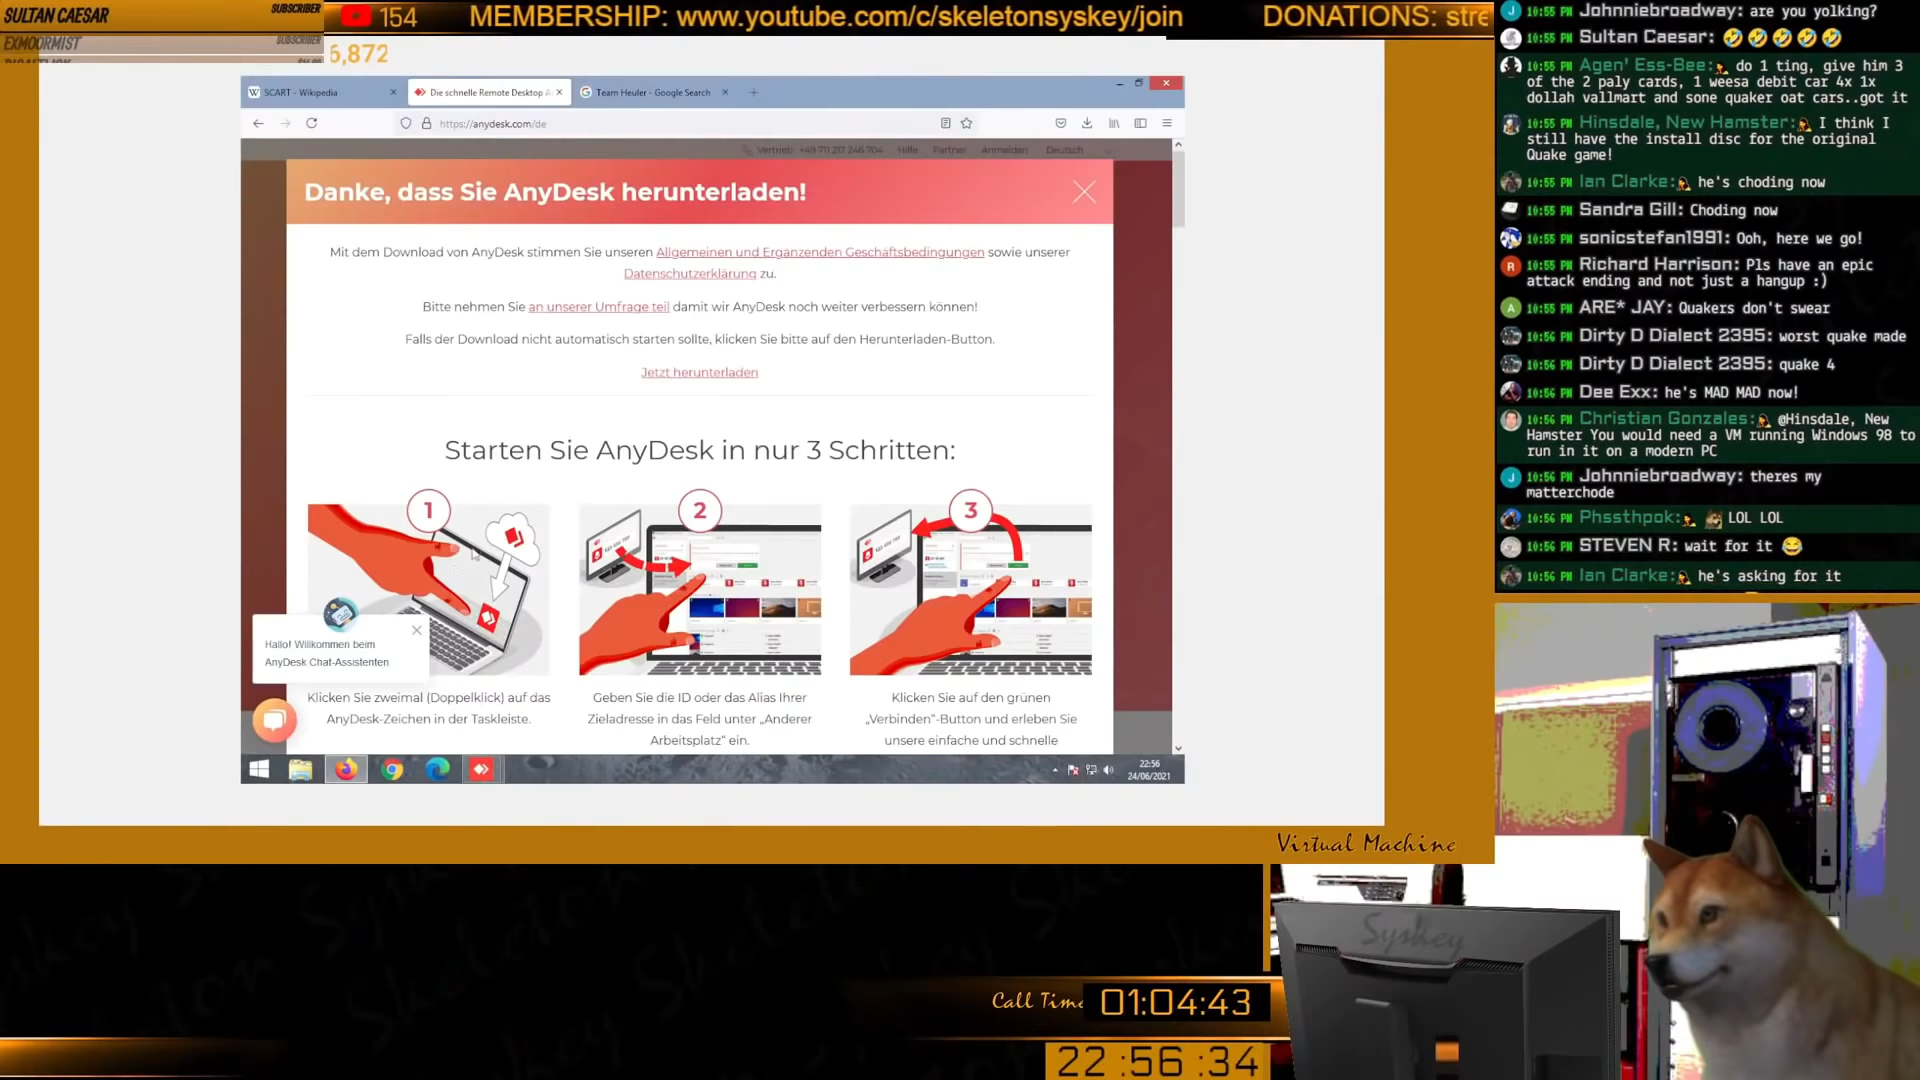 SULTAN CAESAR
SUBSCRIBER
EXMOORMIST
SUBSCRIBER
154
MEMBERSHIP: www.youtube.com/c/skeletonsyskey/join
DONATIONS: stre
6,872
SCART - Wikipedia
Die schnelle Remote Desktop A
Team Heuler - Google Search
https://anydesk.com/de
Vertrieb +49 711 217 246 704
Hilfe
Partner
Anmelden
Deutsch
Danke, dass Sie AnyDesk herunterladen!
Mit dem Download von AnyDesk stimmen Sie unseren Allgemeinen und Ergänzenden Geschäftsbedingungen sowie unserer
Datenschutzerklärung zu.
Bitte nehmen Sie an unserer Umfrage teil damit wir AnyDesk noch weiter verbessern können!
Falls der Download nicht automatisch starten sollte, klicken Sie bitte auf den Herunterladen-Button.
Jetzt herunterladen
Starten Sie AnyDesk in nur 3 Schritten:
1
2
3
Hallo! Willkommen beim
AnyDesk Chat-Assistenten
Klicken Sie zweimal (Doppelklick) auf das
AnyDesk-Zeichen in der Taskleiste.
Geben Sie die ID oder das Alias Ihrer
Zieladresse in das Feld unter „Anderer
Arbeitsplatz“ ein.
Klicken Sie auf den grünen
„Verbinden“-Button und erleben Sie
unsere einfache und schnelle
22:56
24/06/2021
Virtual Machine
10:55 PM Johnniebroadway: are you yolking?
10:55 PM Sultan Caesar: 🤣🤣🤣🤣🤣
10:55 PM Agen' Ess-Bee: do 1 ting, give him 3
of the 2 paly cards, 1 weesa debit car 4x 1x
dollah vallmart and sone quaker oat cars..got it
10:55 PM Hinsdale, New Hamster: I think I
still have the install disc for the original
Quake game!
10:55 PM Ian Clarke: he's choding now
10:55 PM Sandra Gill: Choding now
10:55 PM sonicstefan1991: Ooh, here we go!
10:55 PM Richard Harrison: Pls have an epic
attack ending and not just a hangup :)
10:55 PM ARE* JAY: Quakers don't swear
10:56 PM Dirty D Dialect 2395: worst quake made
10:56 PM Dirty D Dialect 2395: quake 4
10:56 PM Dee Exx: he's MAD MAD now!
10:56 PM Christian Gonzales: @Hinsdale, New
Hamster You would need a VM running Windows 98 to
run in it on a modern PC
10:56 PM Johnniebroadway: theres my
matterchode
10:56 PM Phssthpok: LOL LOL
10:56 PM STEVEN R: wait for it 😂
10:56 PM Ian Clarke: he's asking for it
Syskey
Call Time
01:04:43
22:56:34